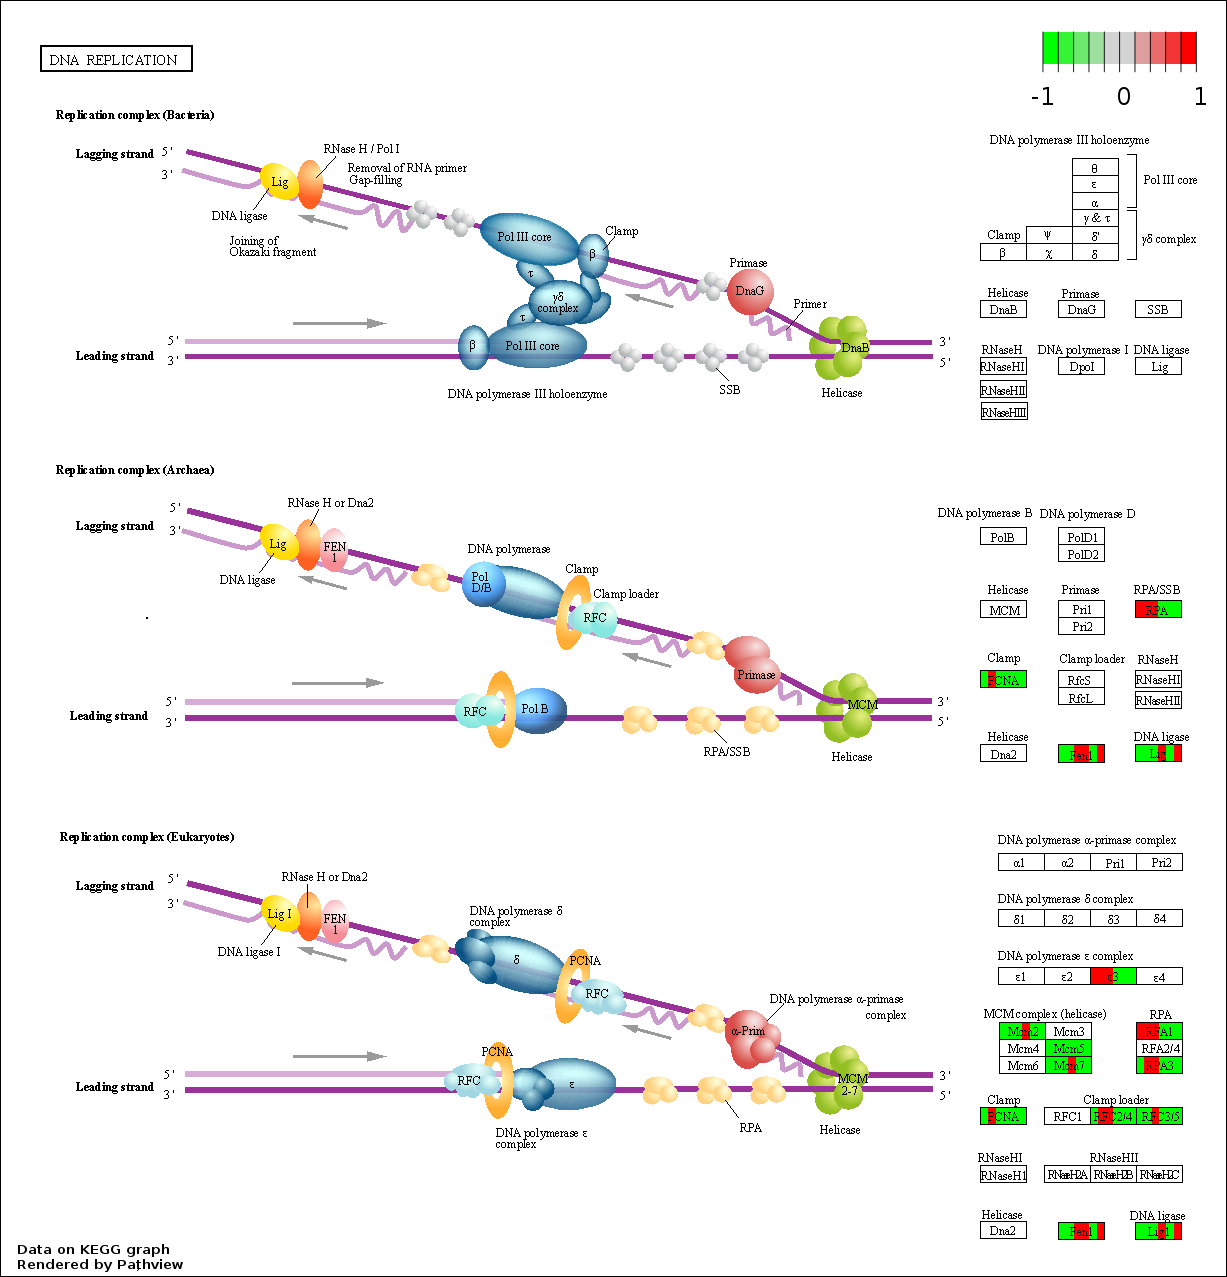 DNA REPLICATION
-1 0 1
Replication complex (Bacteria)
Lagging strand
5'
3'
RNase H / Pol I
Removal of RNA primer
Gap-filling
Lig
DNA ligase
Joining of
Okazaki fragment
Pol III core
Clamp
β
τ
γδ
complex
τ
Primase
DnaG
Primer
DnaB
3'
5'
Leading strand
5'
3'
β
Pol III core
DNA polymerase III holoenzyme
SSB
Helicase
DNA polymerase III holoenzyme
θ
ε
α
Pol III core
γ & τ
Clamp
ψ
δ'
γδ complex
β
χ
δ
Helicase
Primase
DnaB
DnaG
SSB
RNaseH
DNA polymerase I
DNA ligase
RNaseHI
DpoI
Lig
RNaseHII
RNaseHIII
Replication complex (Archaea)
Lagging strand
5'
3'
RNase H or Dna2
Lig
FEN
1
DNA ligase
DNA polymerase
Pol
D/B
Clamp
Clamp loader
RFC
Primase
MCM
3'
5'
Leading strand
5'
3'
RFC
Pol B
RPA/SSB
Helicase
DNA polymerase B
DNA polymerase D
PolB
PolD1
PolD2
Helicase
Primase
RPA/SSB
MCM
Pri1
RPA
Pri2
Clamp
Clamp loader
RNaseH
PCNA
RfcS
RNaseHI
RfcL
RNaseHII
Helicase
DNA ligase
Dna2
Fen1
Lig
Replication complex (Eukaryotes)
Lagging strand
5'
3'
RNase H or Dna2
Lig I
FEN
1
DNA ligase I
DNA polymerase δ
complex
δ
PCNA
RFC
DNA polymerase α-primase
complex
α-Prim
MCM
2-7
3'
5'
Leading strand
5'
3'
PCNA
RFC
ε
DNA polymerase ε
complex
RPA
Helicase
DNA polymerase α-primase complex
α1 α2 Pri1 Pri2
DNA polymerase δ complex
δ1 δ2 δ3 δ4
DNA polymerase ε complex
ε1 ε2 ε3 ε4
MCM complex (helicase)
RPA
Mcm2 Mcm3 RFA1
Mcm4 Mcm5 RFA2/4
Mcm6 Mcm7 RPA3
Clamp
Clamp loader
PCNA RFC1 RFC2/4 RFC3/5
RNaseHI
RNaseHII
RNaseH1 RNaseH2A RNaseH2B RNaseH2C
Helicase
DNA ligase
Dna2 Fen1 Lig1
Data on KEGG graph
Rendered by Pathview